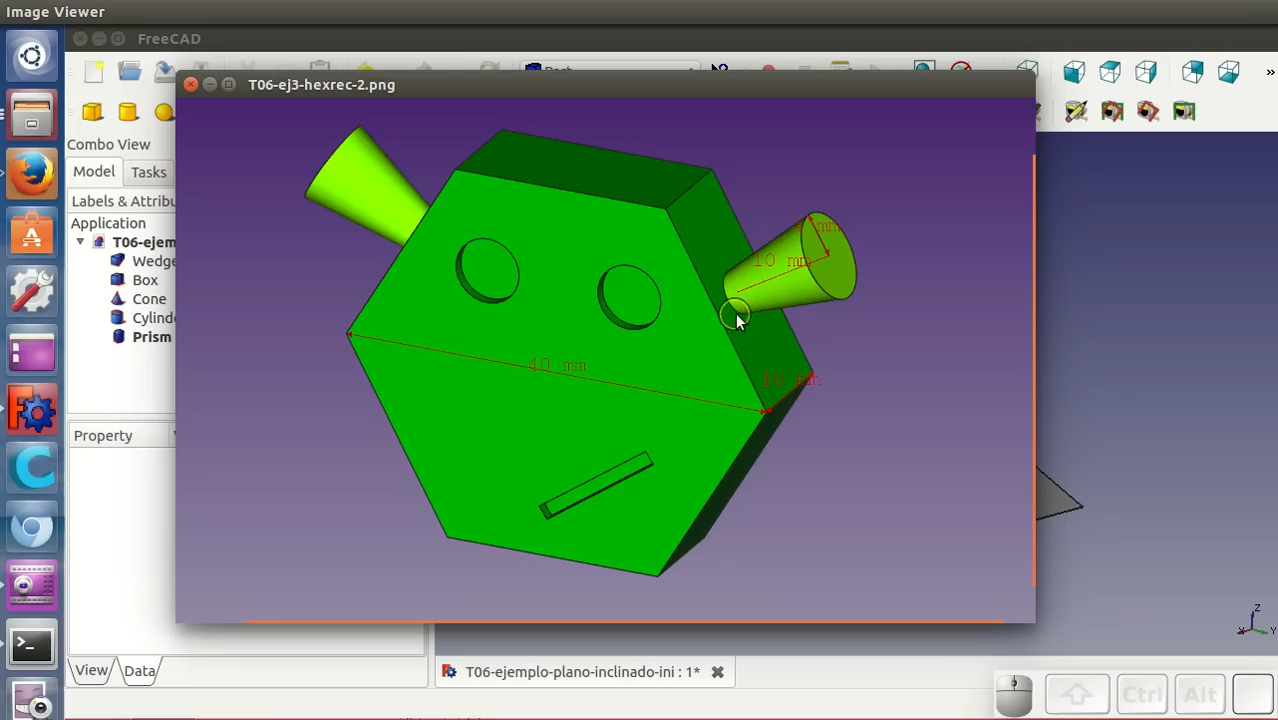 Image Viewer
FreeCAD
T06-ej3-hexrec-2.png
Combo View
Model
Tasks
Labels & Attribu
Application
T06-ejem
Wedge
Box
Cone
Cylind
Prism
mm
10 mm
40 mm
10 mm
Property
View
Data
T06-ejemplo-plano-inclinado-ini : 1*
Z
Y
X
Ctrl
Alt